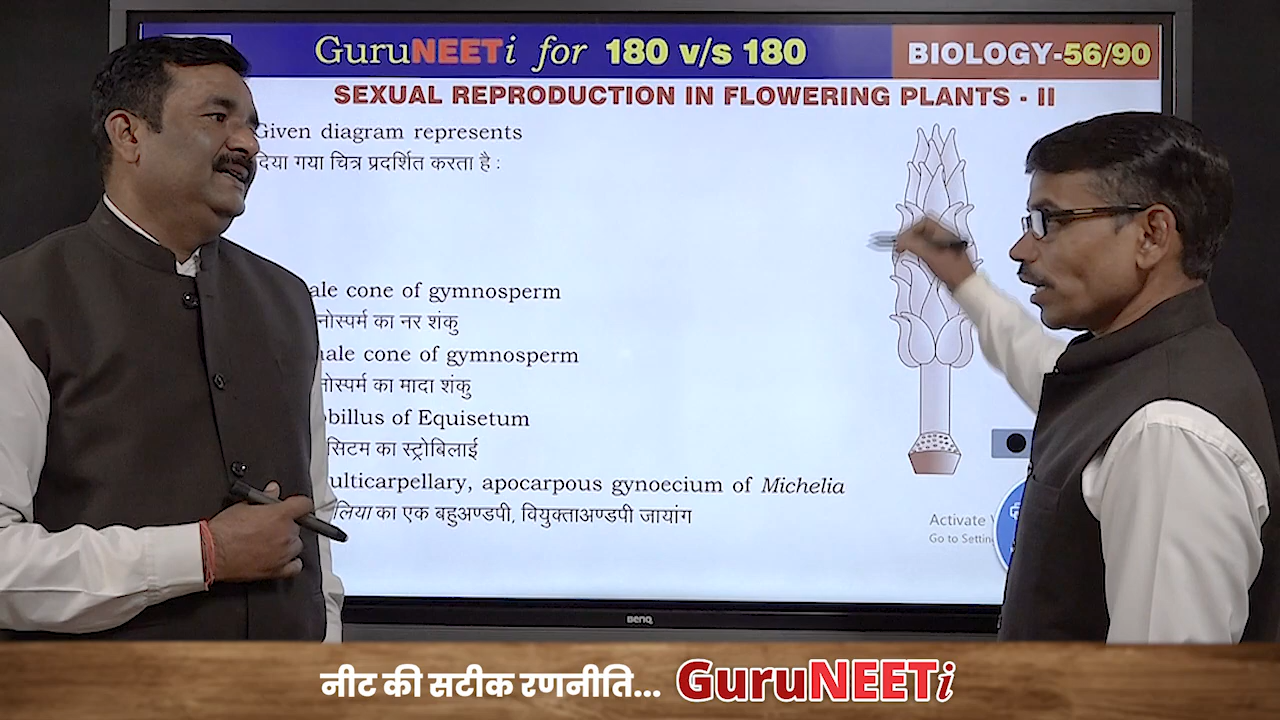 GuruNEETi for 180 v/s 180
BIOLOGY-56/90
SEXUAL REPRODUCTION IN FLOWERING PLANTS - II
Given diagram represents
दिया गया चित्र प्रदर्शित करता है :
ale cone of gymnosperm
नोस्पर्म का नर शंकु
ale cone of gymnosperm
नोस्पर्म का मादा शंकु
obillus of Equisetum
सिटम का स्ट्रोबिलाई
ulticarpellary, apocarpous gynoecium of Michelia
लिया का एक बहुअण्डपी, वियुक्ताअण्डपी जायांग
Activate
Go to Settin
BenQ
नीट की सटीक रणनीति... GuruNEETi